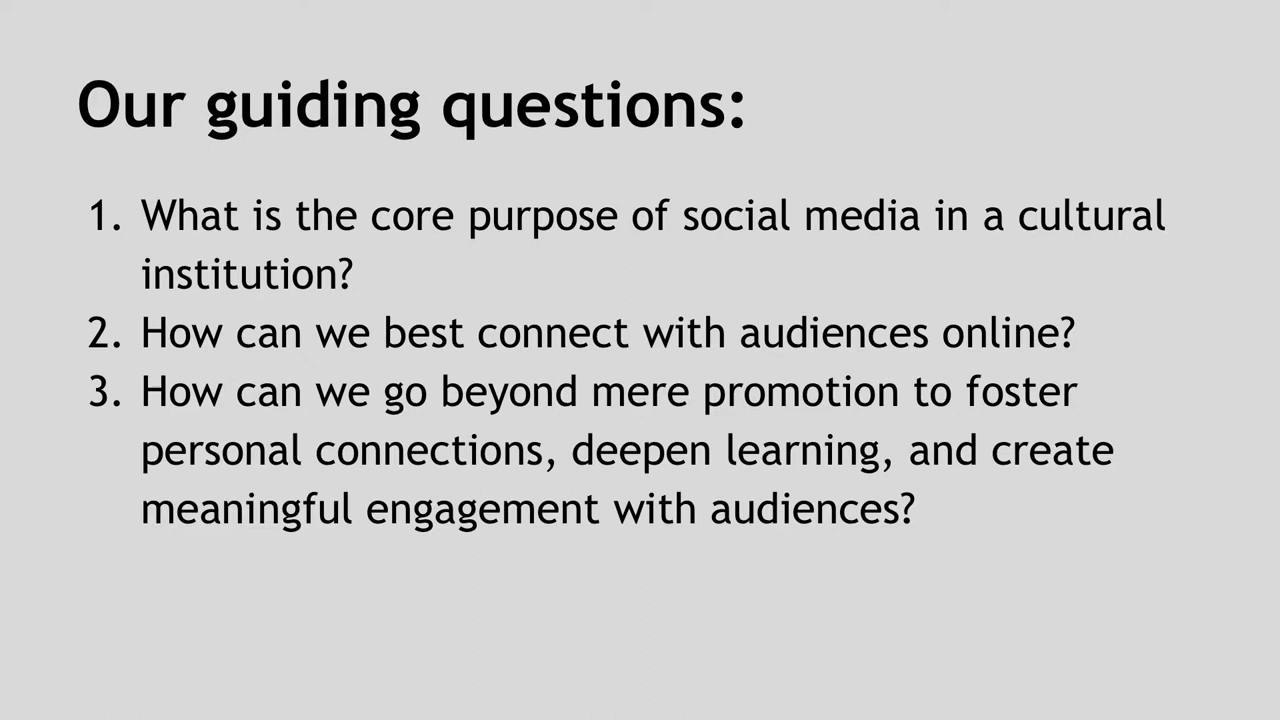 Our guiding questions:
1. What is the core purpose of social media in a cultural
institution?
2. How can we best connect with audiences online?
3. How can we go beyond mere promotion to foster
personal connections, deepen learning, and create
meaningful engagement with audiences?